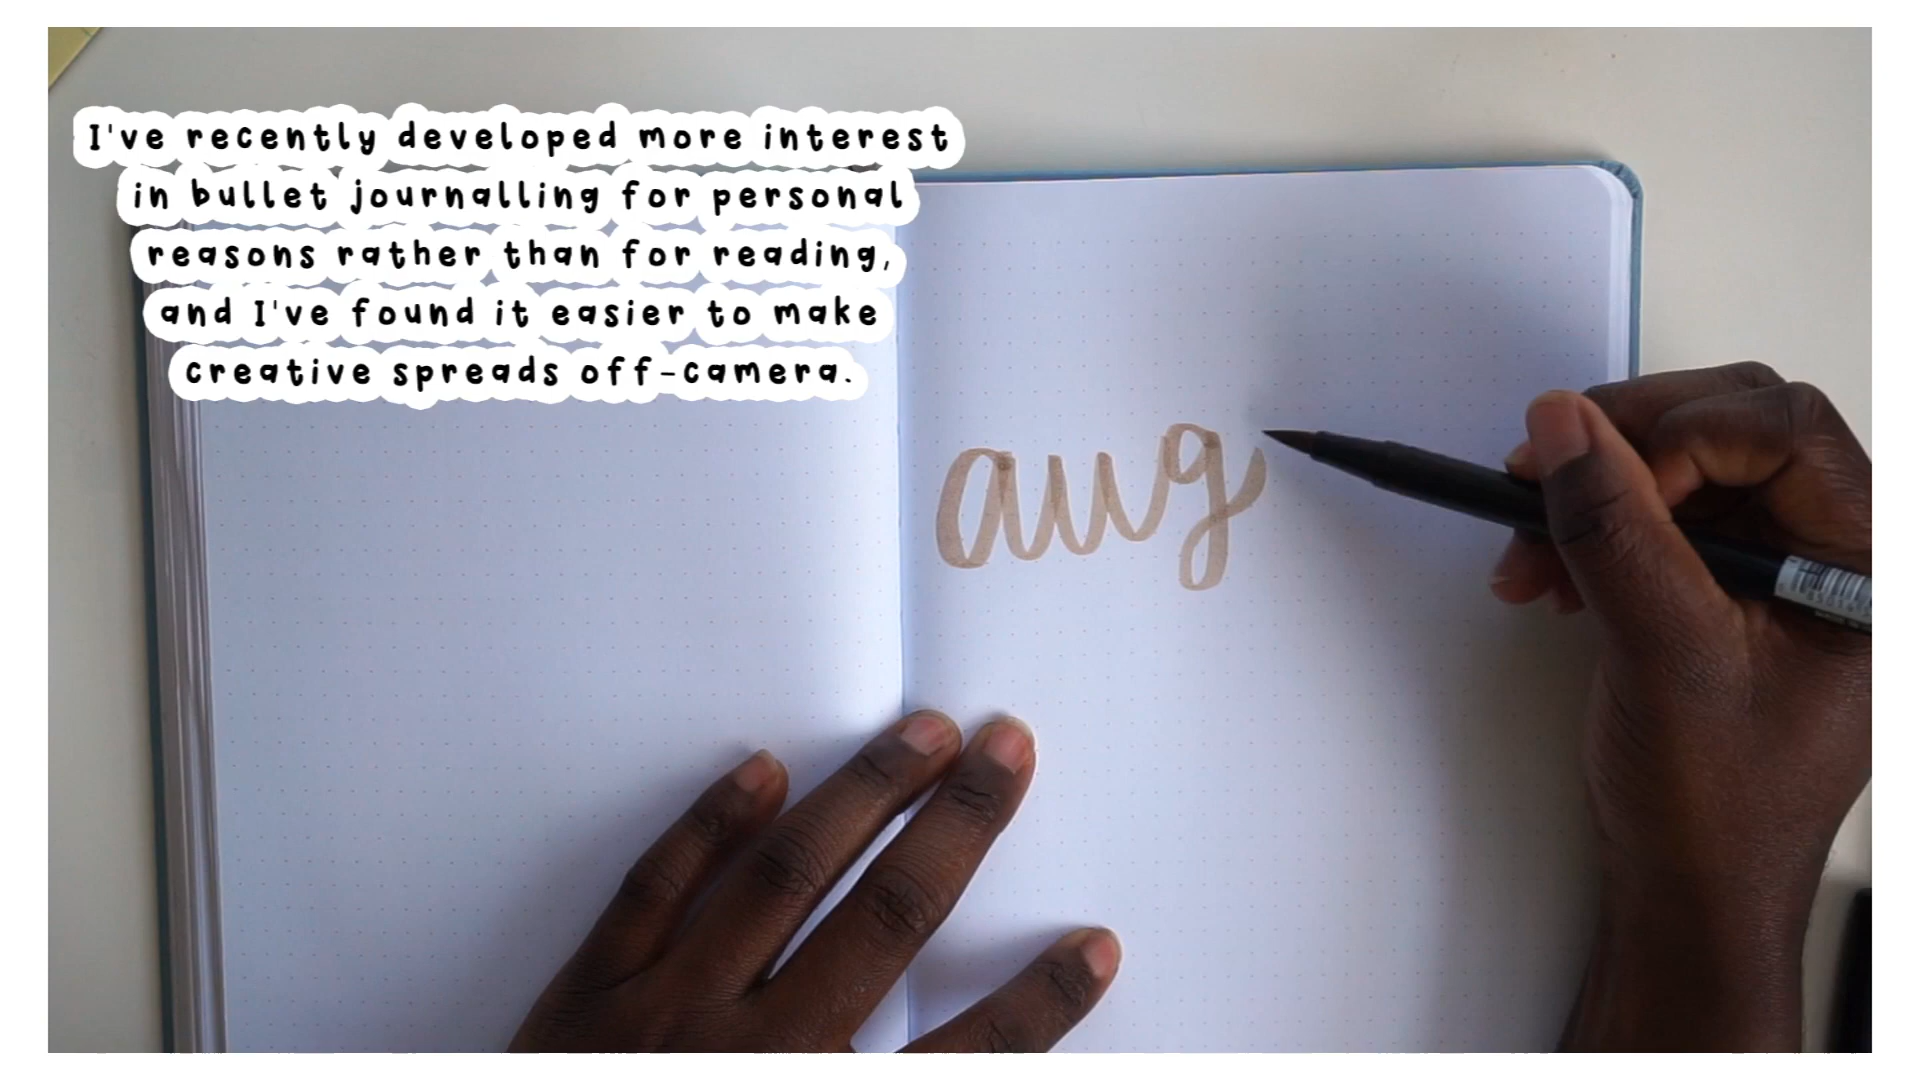 I've recently developed more interest
in bullet journalling for personal
reasons rather than for reading,
and I've found it easier to make
creative spreads off-camera.
aug